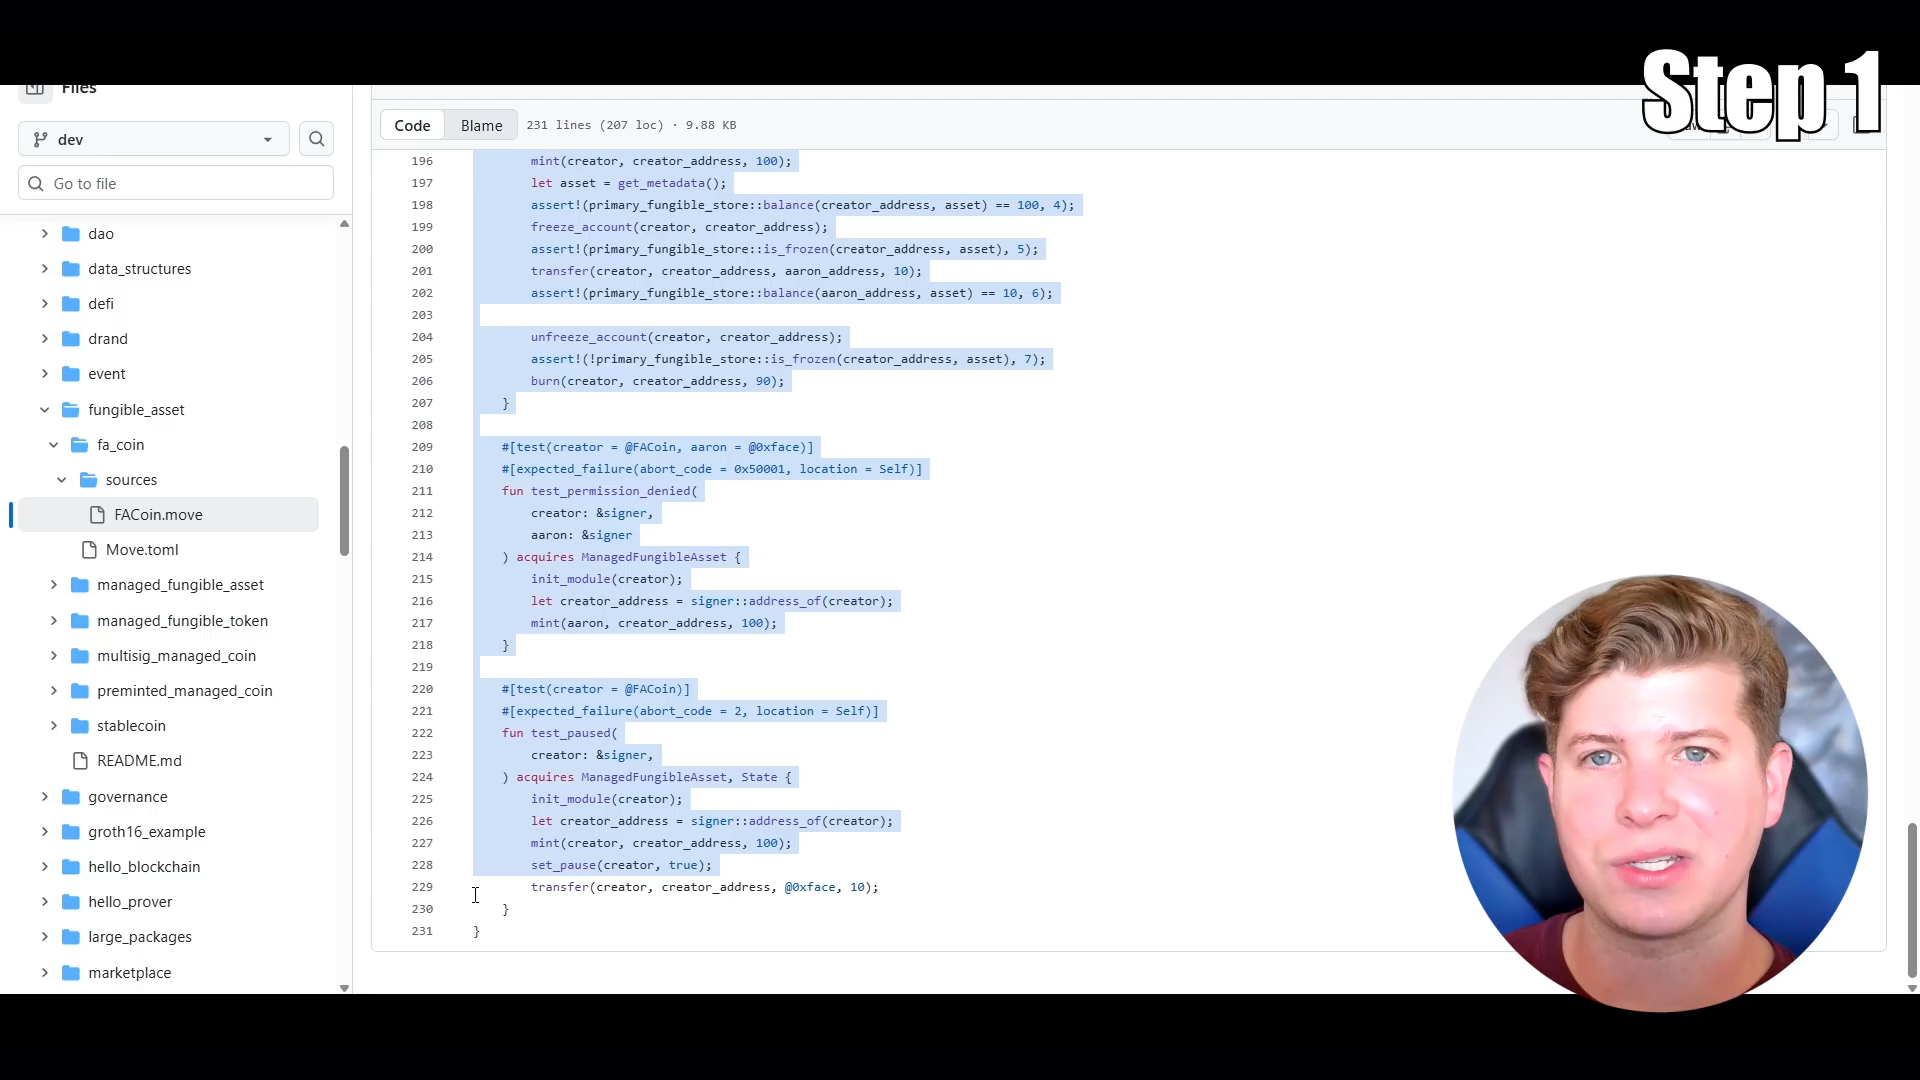 Step 1
Files
dev
Go to file
dao
data_structures
defi
drand
event
fungible_asset
fa_coin
sources
FACoin.move
Move.toml
managed_fungible_asset
managed_fungible_token
multisig_managed_coin
preminted_managed_coin
stablecoin
README.md
governance
groth16_example
hello_blockchain
hello_prover
large_packages
marketplace
Code Blame 231 lines (207 loc) · 9.88 KB
196 mint(creator, creator_address, 100);
197 let asset = get_metadata();
198 assert!(primary_fungible_store::balance(creator_address, asset) == 100, 4);
199 freeze_account(creator, creator_address);
200 assert!(primary_fungible_store::is_frozen(creator_address, asset), 5);
201 transfer(creator, creator_address, aaron_address, 10);
202 assert!(primary_fungible_store::balance(aaron_address, asset) == 10, 6);
203
204 unfreeze_account(creator, creator_address);
205 assert!(!primary_fungible_store::is_frozen(creator_address, asset), 7);
206 burn(creator, creator_address, 90);
207 }
208
209 #[test(creator = @FACoin, aaron = @0xface)]
210 #[expected_failure(abort_code = 0x50001, location = Self)]
211 fun test_permission_denied(
212 creator: &signer,
213 aaron: &signer
214 ) acquires ManagedFungibleAsset {
215 init_module(creator);
216 let creator_address = signer::address_of(creator);
217 mint(aaron, creator_address, 100);
218 }
219
220 #[test(creator = @FACoin)]
221 #[expected_failure(abort_code = 2, location = Self)]
222 fun test_paused(
223 creator: &signer,
224 ) acquires ManagedFungibleAsset, State {
225 init_module(creator);
226 let creator_address = signer::address_of(creator);
227 mint(creator, creator_address, 100);
228 set_pause(creator, true);
229 transfer(creator, creator_address, @0xface, 10);
230 }
231 }